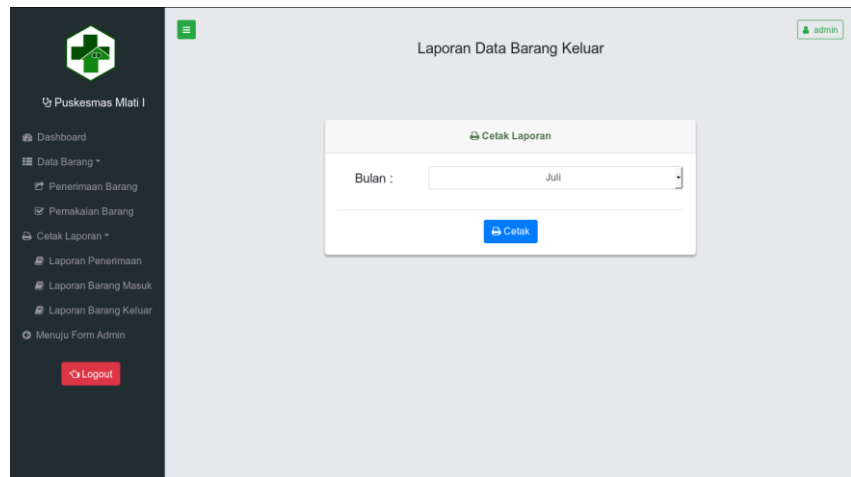 Puskesmas Mlati I
Dashboard
Data Barang
Penerimaan Barang
Pemakaian Barang
Cetak Laporan
Laporan Penerimaan
Laporan Barang Masuk
Laporan Barang Keluar
Menuju Form Admin
Logout
admin
Laporan Data Barang Keluar
Cetak Laporan
Bulan : Juli
Cetak